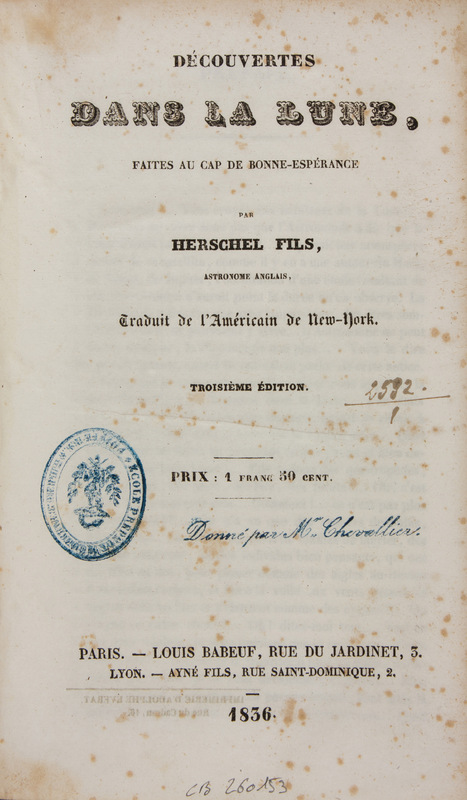 DÉCOUVERTES
DANS LA LUNE,
FAITES AU CAP DE BONNE-ESPÉRANCE
PAR
HERSCHEL FILS,
ASTRONOME ANGLAIS,
Traduit de l'Américain de New-York.
TROISIÈME ÉDITION.
2592.
1
PRIX : 1 FRANC 50 CENT.
Donné par Mr Chevallier.
PARIS. — LOUIS BABEUF, RUE DU JARDINET, 3.
LYON. — AYNÉ FILS, RUE SAINT-DOMINIQUE, 2.
1836.
CB 260153